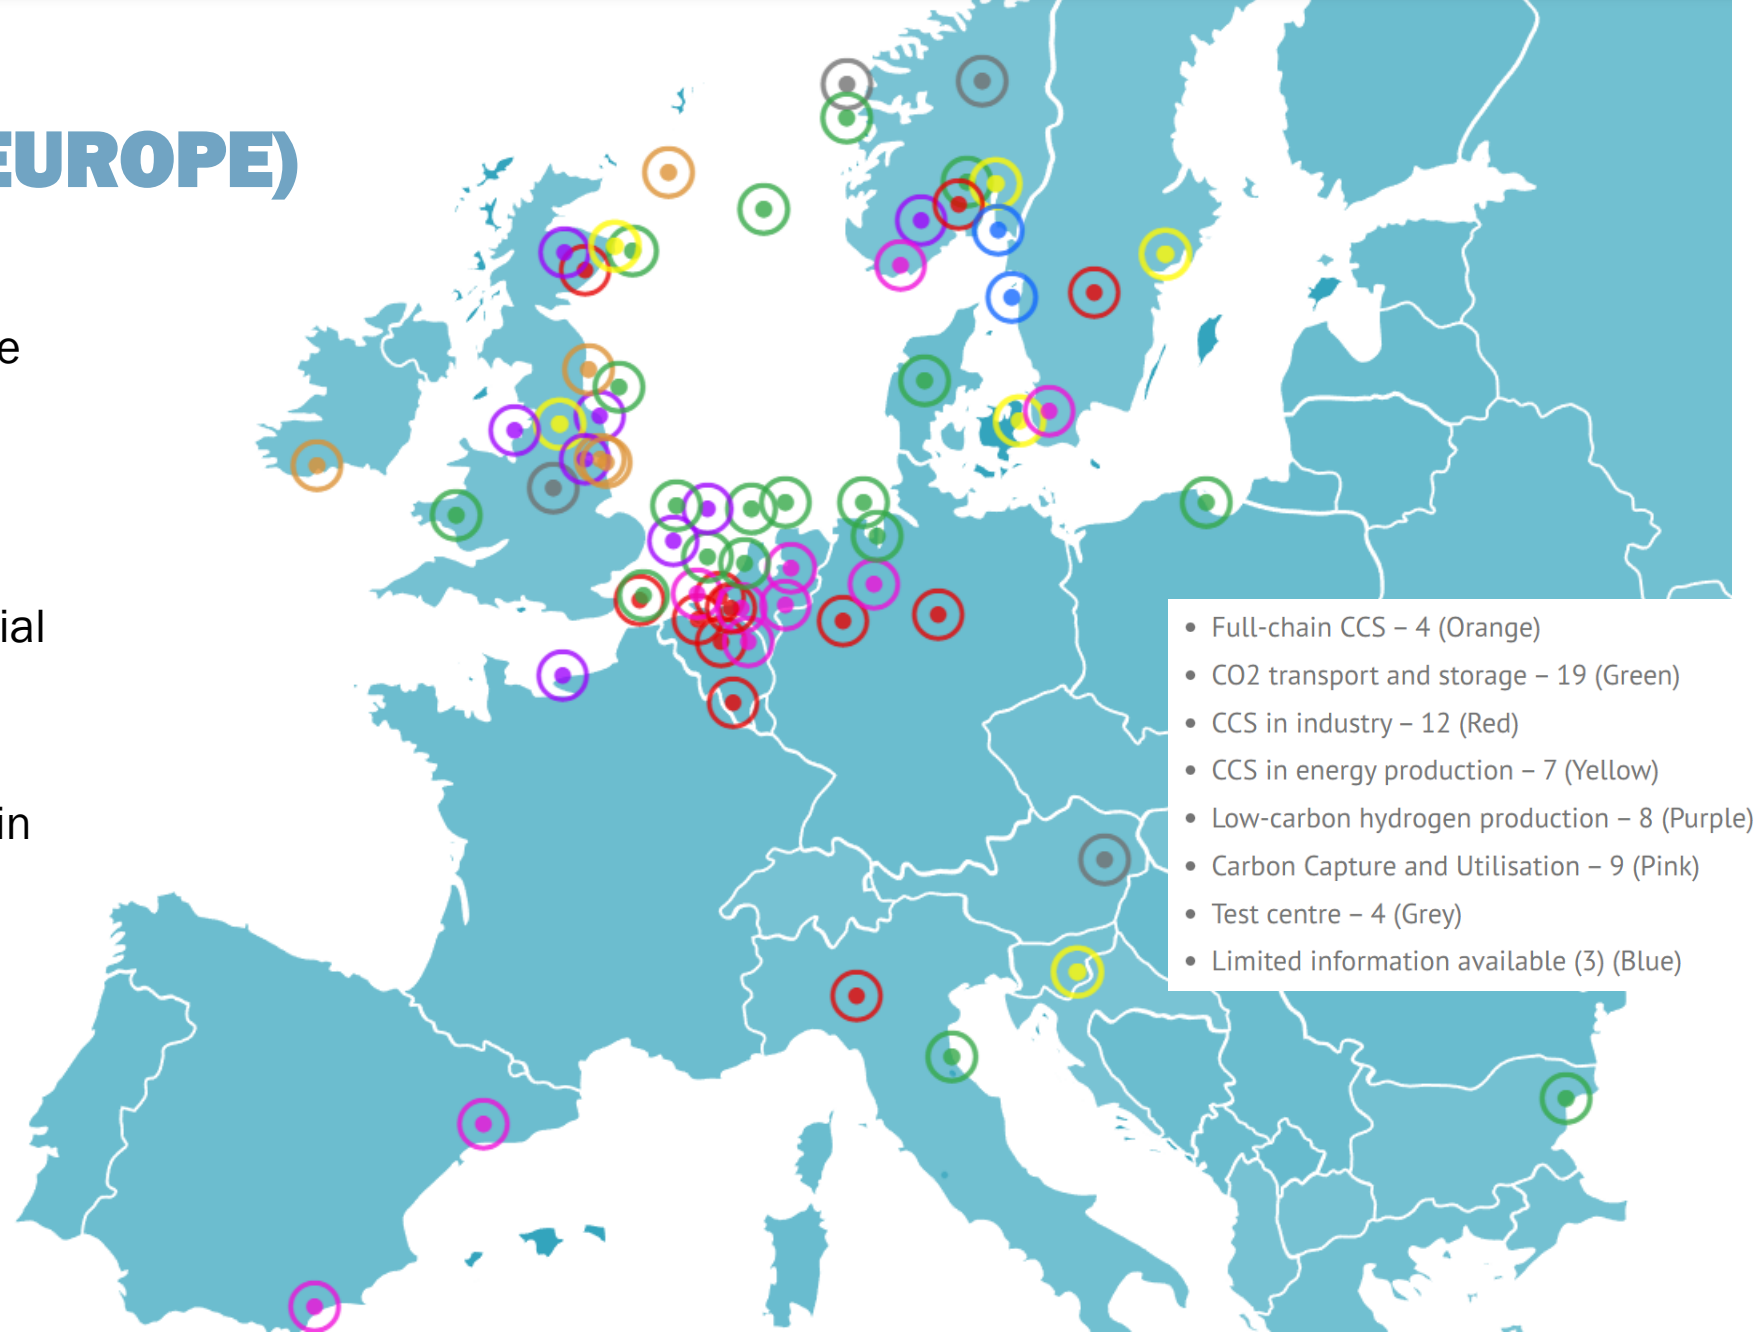 EUROPE)
e
ial
in
• Full-chain CCS – 4 (Orange)
• CO2 transport and storage – 19 (Green)
• CCS in industry – 12 (Red)
• CCS in energy production – 7 (Yellow)
• Low-carbon hydrogen production – 8 (Purple)
• Carbon Capture and Utilisation – 9 (Pink)
• Test centre – 4 (Grey)
• Limited information available (3) (Blue)